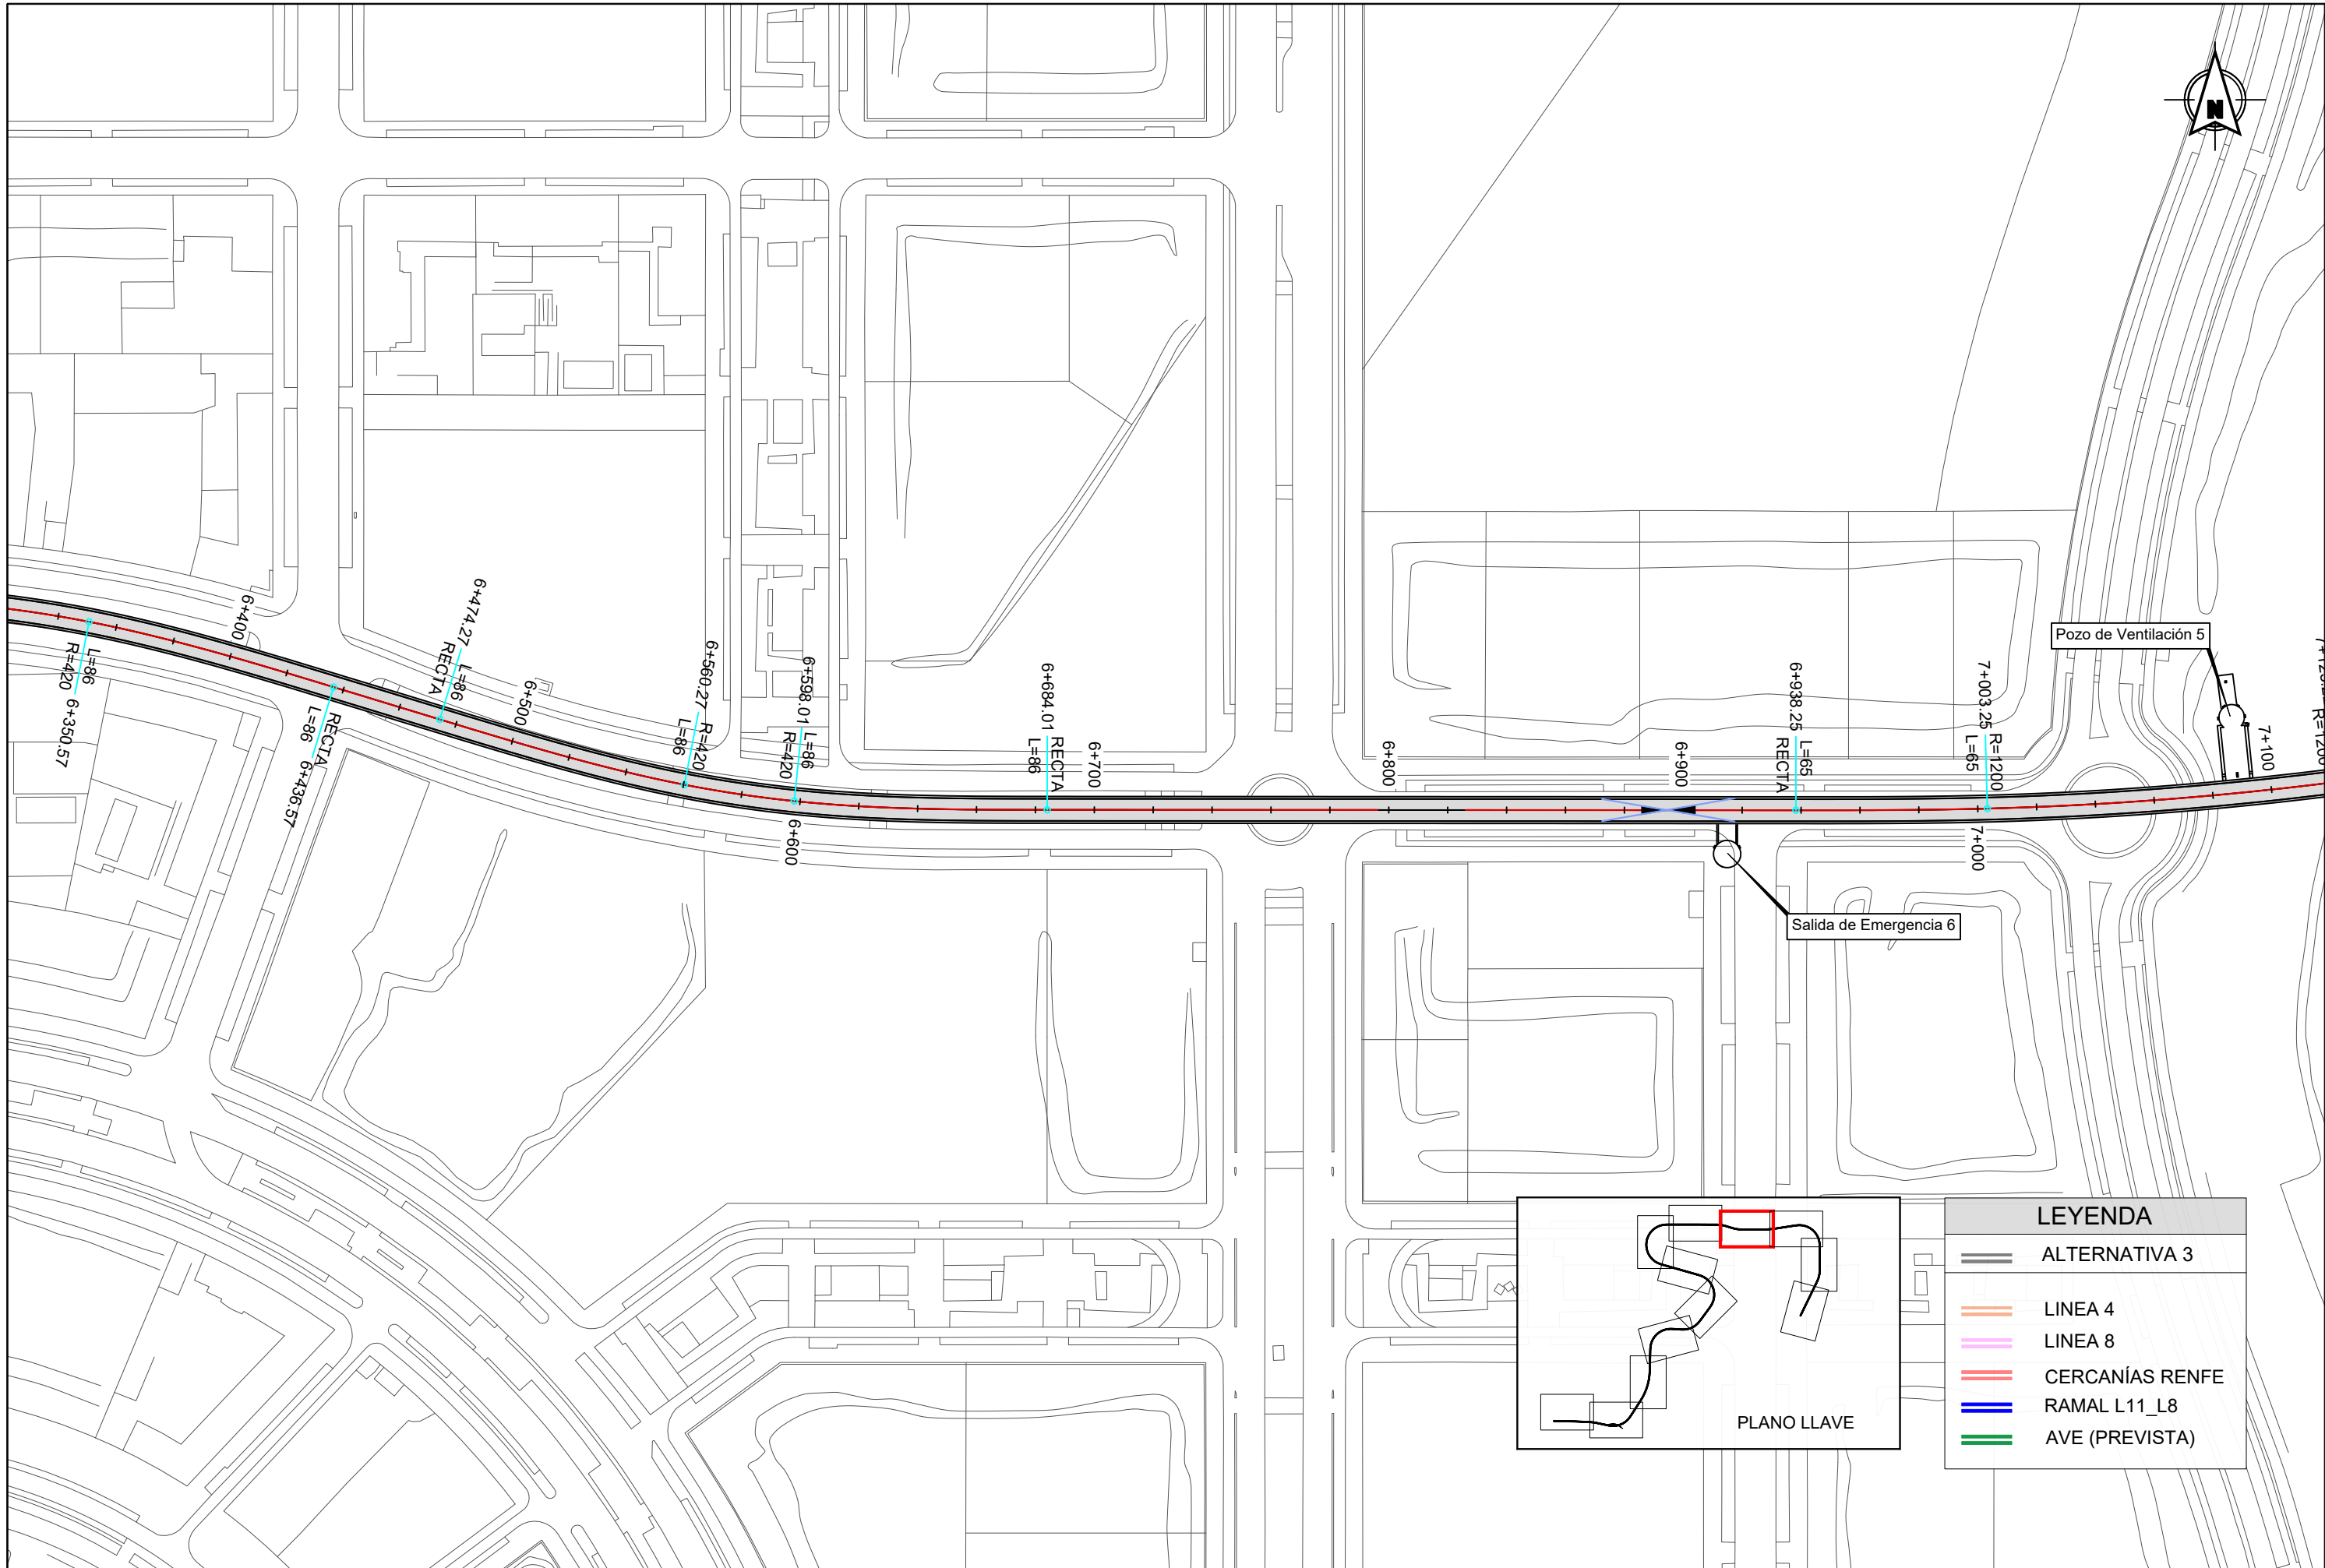 N
6+400
L=86
R=420 6+350.57
6+474.27
L=86
RECTA
RECTA
L=86 6+436.57
6+500
6+560.27 R=420
L=86
6+598.01 L=86
R=420
6+600
6+684.01 RECTA
L=86
6+700
6+800
6+900
6+938.25 L=65
RECTA
7+003.25 R=1200
L=65
7+000
Pozo de Ventilación 5
7+100
Salida de Emergencia 6
PLANO LLAVE
LEYENDA
ALTERNATIVA 3
LINEA 4
LINEA 8
CERCANÍAS RENFE
RAMAL L11_L8
AVE (PREVISTA)